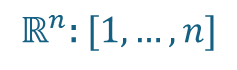 ℝⁿ: [1, …, n]